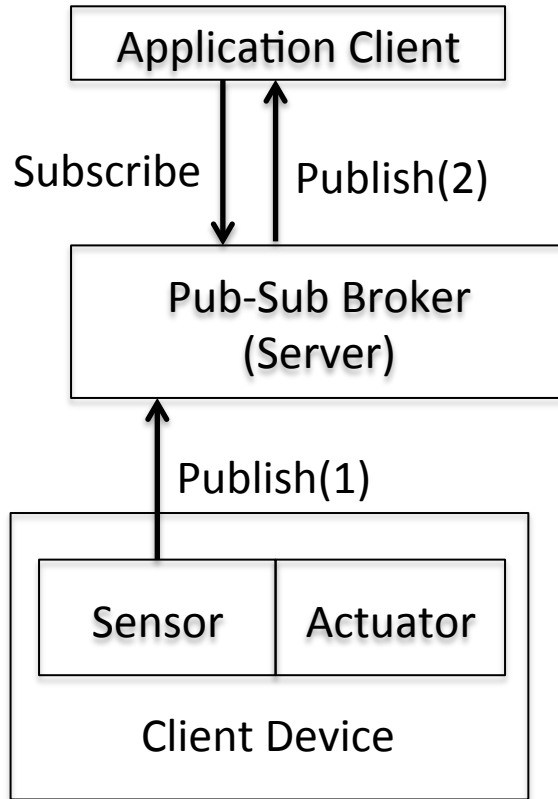 Application Client
Subscribe
Publish(2)
Pub-Sub Broker
(Server)
Publish(1)
Sensor
Actuator
Client Device